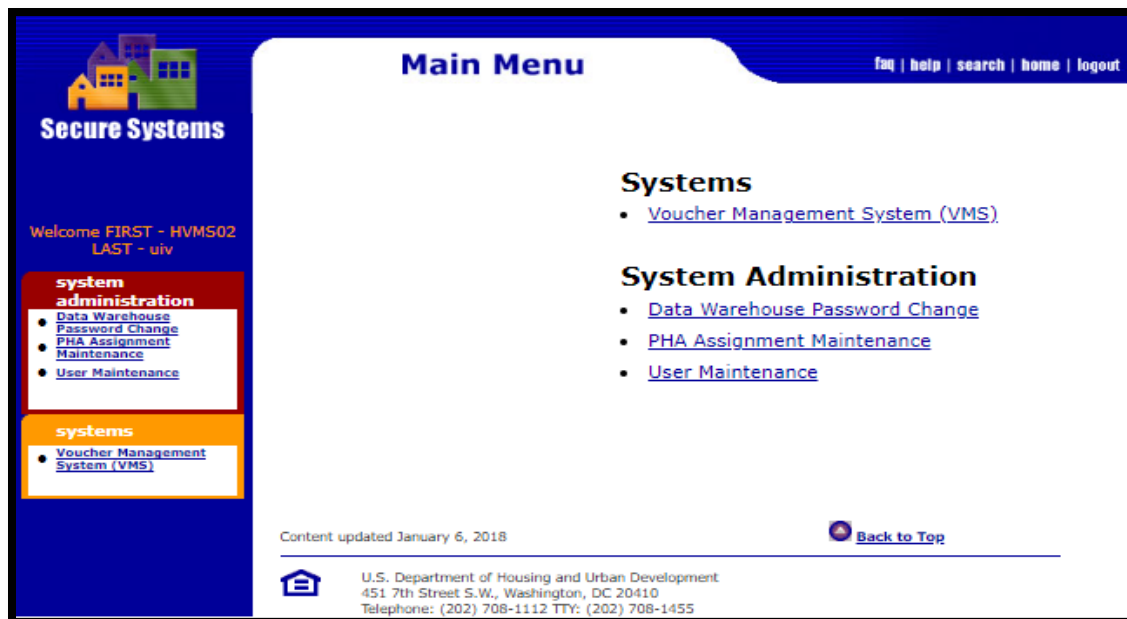 Main Menu
faq | help | search | home | logout
Secure Systems
Welcome FIRST - HVMS02
LAST - uiv
system
administration
Data Warehouse
Password Change
PHA Assignment
Maintenance
User Maintenance
systems
Voucher Management
System (VMS)
Systems
Voucher Management System (VMS)
System Administration
Data Warehouse Password Change
PHA Assignment Maintenance
User Maintenance
Content updated January 6, 2018
Back to Top
U.S. Department of Housing and Urban Development
451 7th Street S.W., Washington, DC 20410
Telephone: (202) 708-1112 TTY: (202) 708-1455